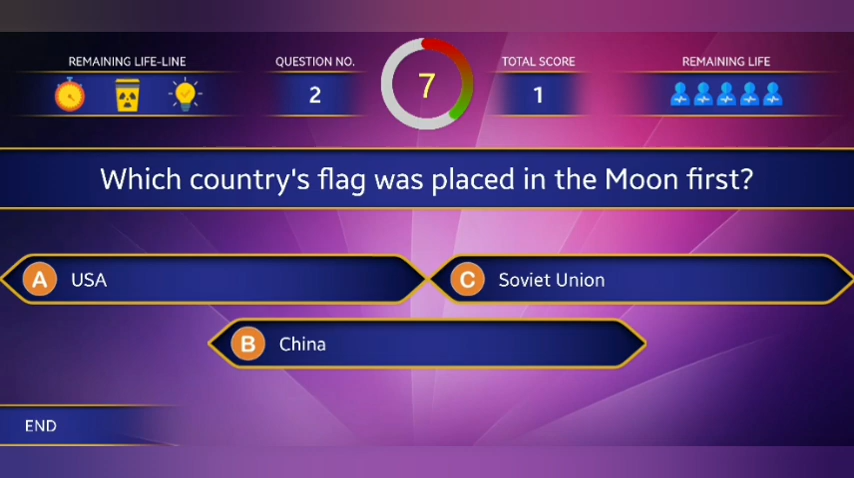 REMAINING LIFE-LINE
QUESTION NO.
2
7
TOTAL SCORE
1
REMAINING LIFE
Which country's flag was placed in the Moon first?
A USA
C Soviet Union
B China
END